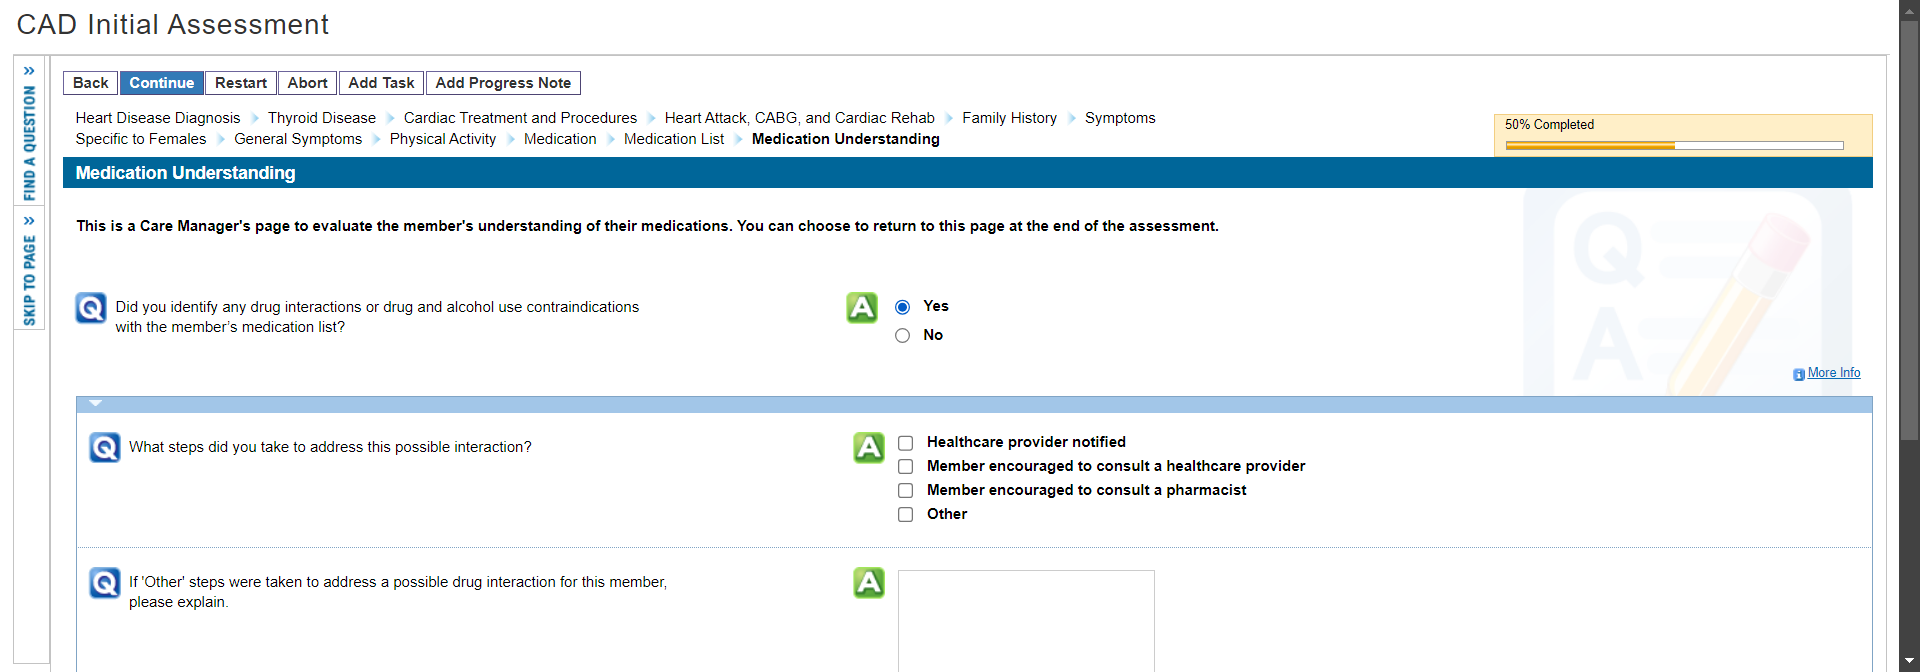 CAD Initial Assessment
FIND A QUESTION
SKIP TO PAGE
Back Continue Restart Abort Add Task Add Progress Note
Heart Disease Diagnosis Thyroid Disease Cardiac Treatment and Procedures Heart Attack, CABG, and Cardiac Rehab Family History Symptoms
Specific to Females General Symptoms Physical Activity Medication Medication List Medication Understanding
50% Completed
Medication Understanding
This is a Care Manager's page to evaluate the member's understanding of their medications. You can choose to return to this page at the end of the assessment.
Q Did you identify any drug interactions or drug and alcohol use contraindications
with the member’s medication list?
A Yes
No
Q
A
More Info
Q What steps did you take to address this possible interaction?
A Healthcare provider notified
Member encouraged to consult a healthcare provider
Member encouraged to consult a pharmacist
Other
Q If 'Other' steps were taken to address a possible drug interaction for this member,
please explain.
A